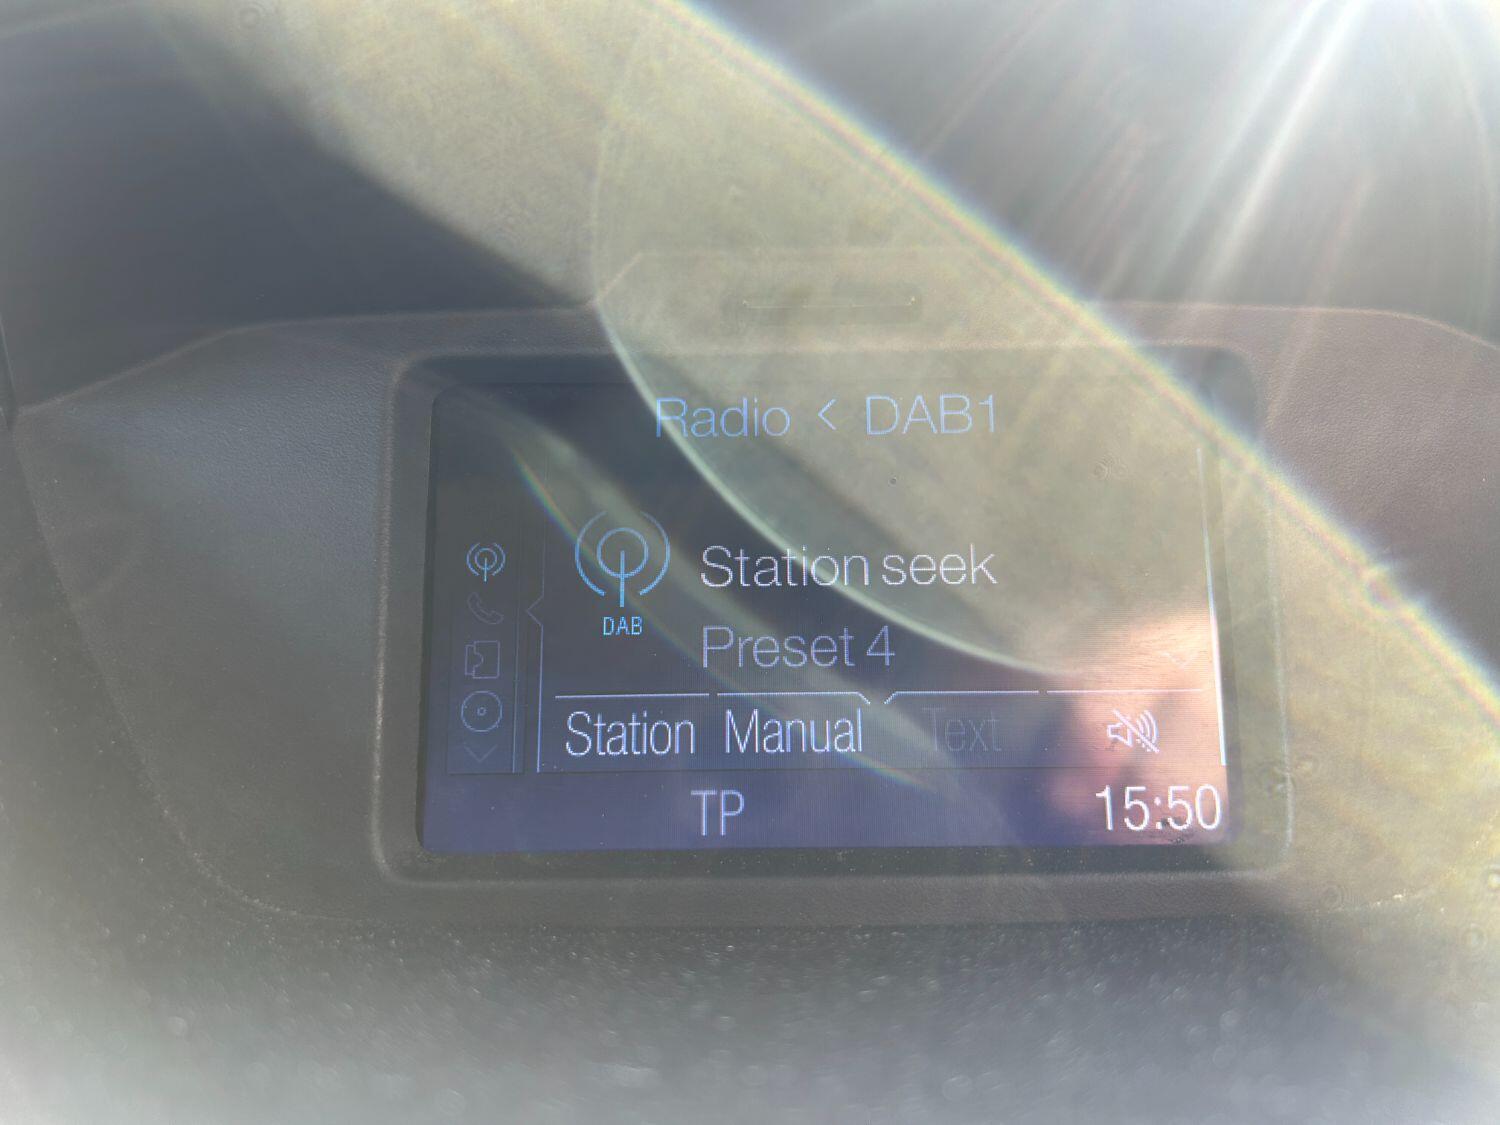 Radio < DAB1
DAB
Station seek
Preset 4
Station Manual Text
TP 15:50